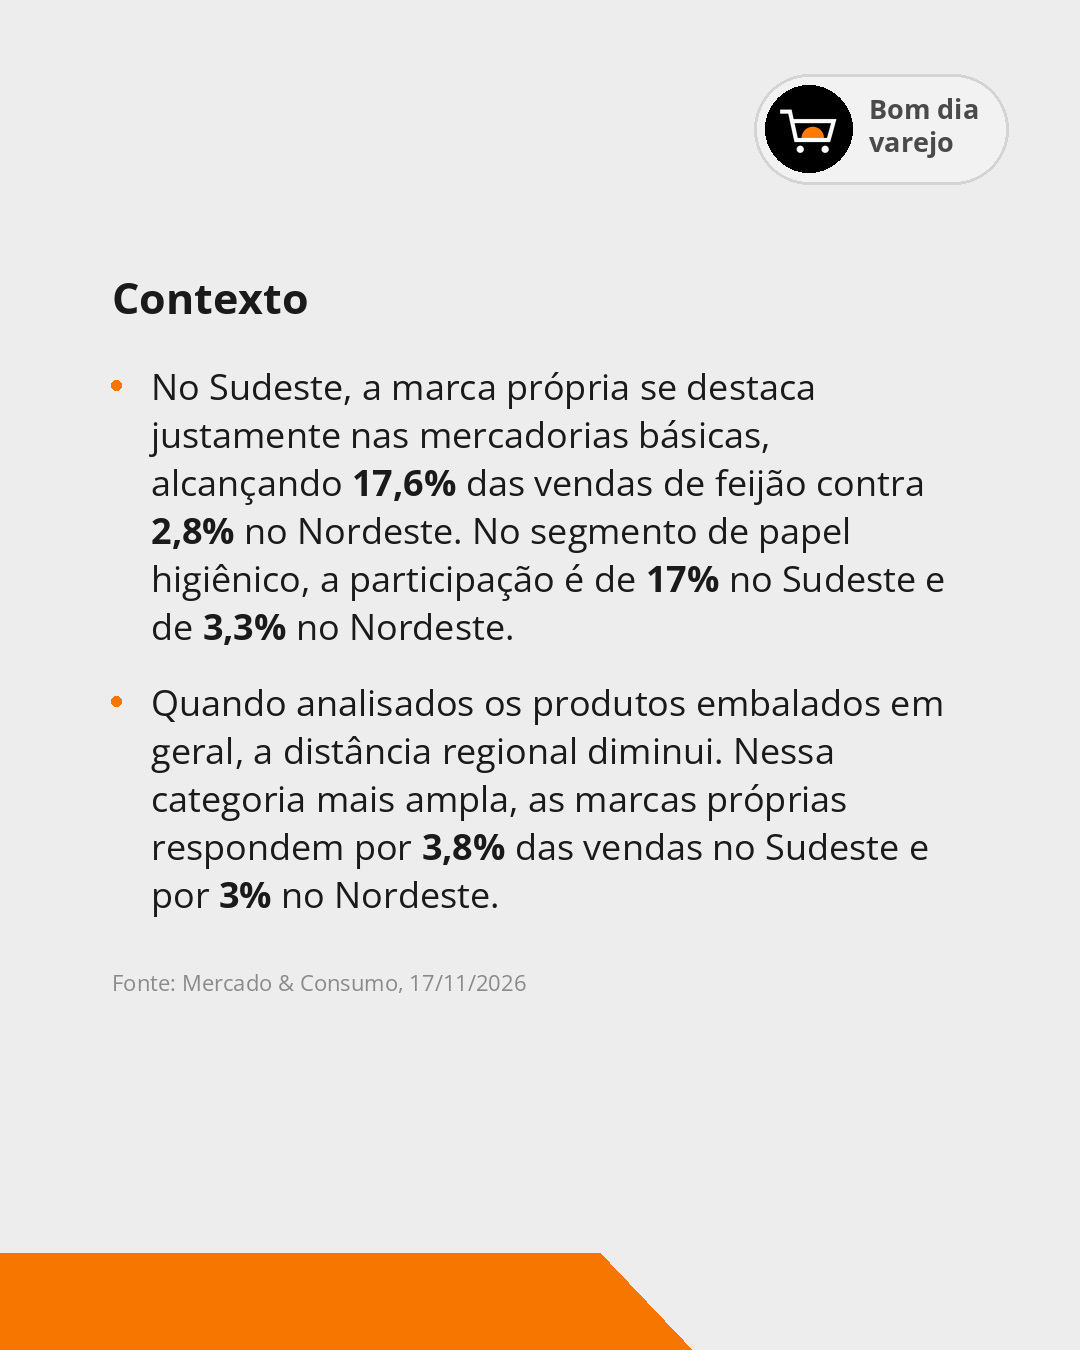 Bom dia
varejo
Contexto
• No Sudeste, a marca própria se destaca
justamente nas mercadorias básicas,
alcançando 17,6% das vendas de feijão contra
2,8% no Nordeste. No segmento de papel
higiênico, a participação é de 17% no Sudeste e
de 3,3% no Nordeste.
• Quando analisados os produtos embalados em
geral, a distância regional diminui. Nessa
categoria mais ampla, as marcas próprias
respondem por 3,8% das vendas no Sudeste e
por 3% no Nordeste.
Fonte: Mercado & Consumo, 17/11/2026